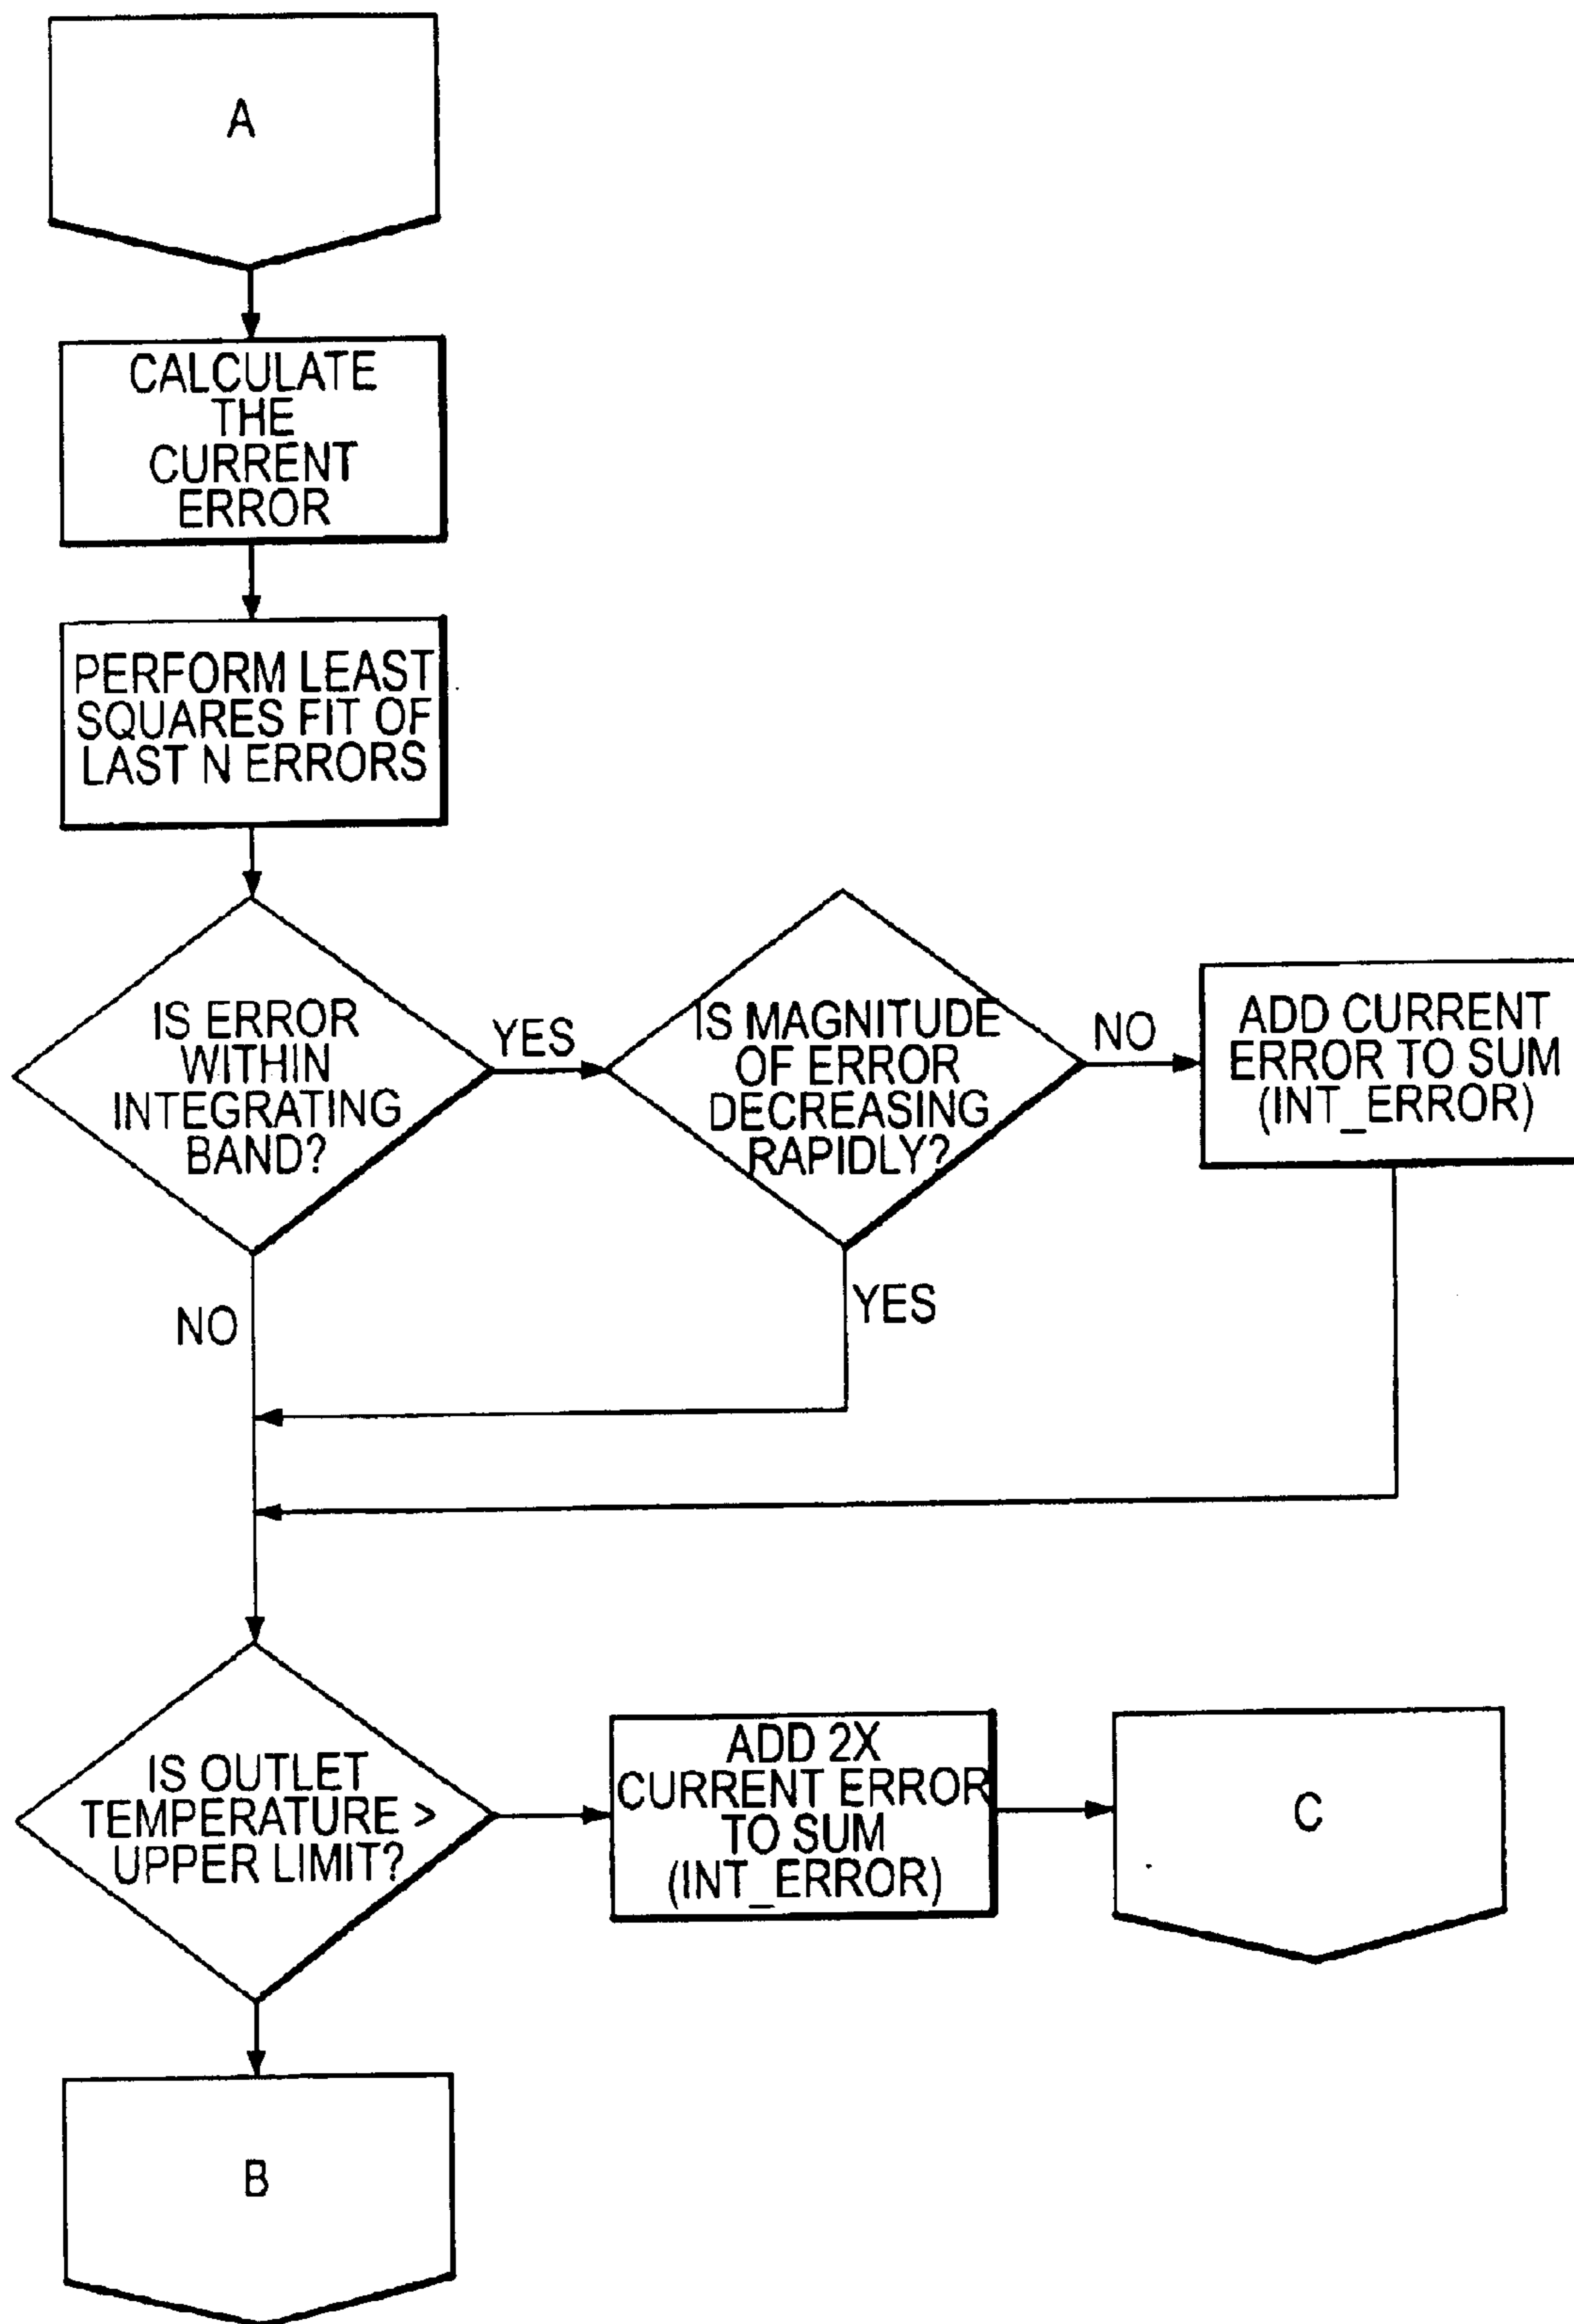 A
CALCULATE
THE
CURRENT
ERROR
PERFORM LEAST
SQUARES FIT OF
LAST N ERRORS
IS ERROR
WITHIN
INTEGRATING
BAND?
YES
IS MAGNITUDE
OF ERROR
DECREASING
RAPIDLY?
NO
ADD CURRENT
ERROR TO SUM
(INT_ERROR)
NO
YES
IS OUTLET
TEMPERATURE >
UPPER LIMIT?
ADD 2X
CURRENT ERROR
TO SUM
(INT_ERROR)
C
B